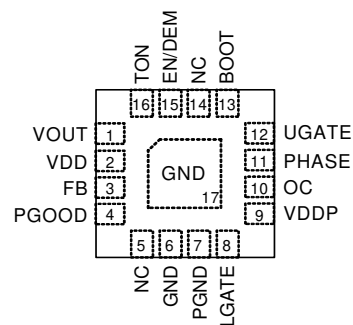 TON
EN/DEM
NC
BOOT
16 15 14 13
VOUT 1
VDD 2
FB 3
PGOOD 4
GND
17
12 UGATE
11 PHASE
10 OC
9 VDDP
5 6 7 8
NC
GND
PGND
LGATE